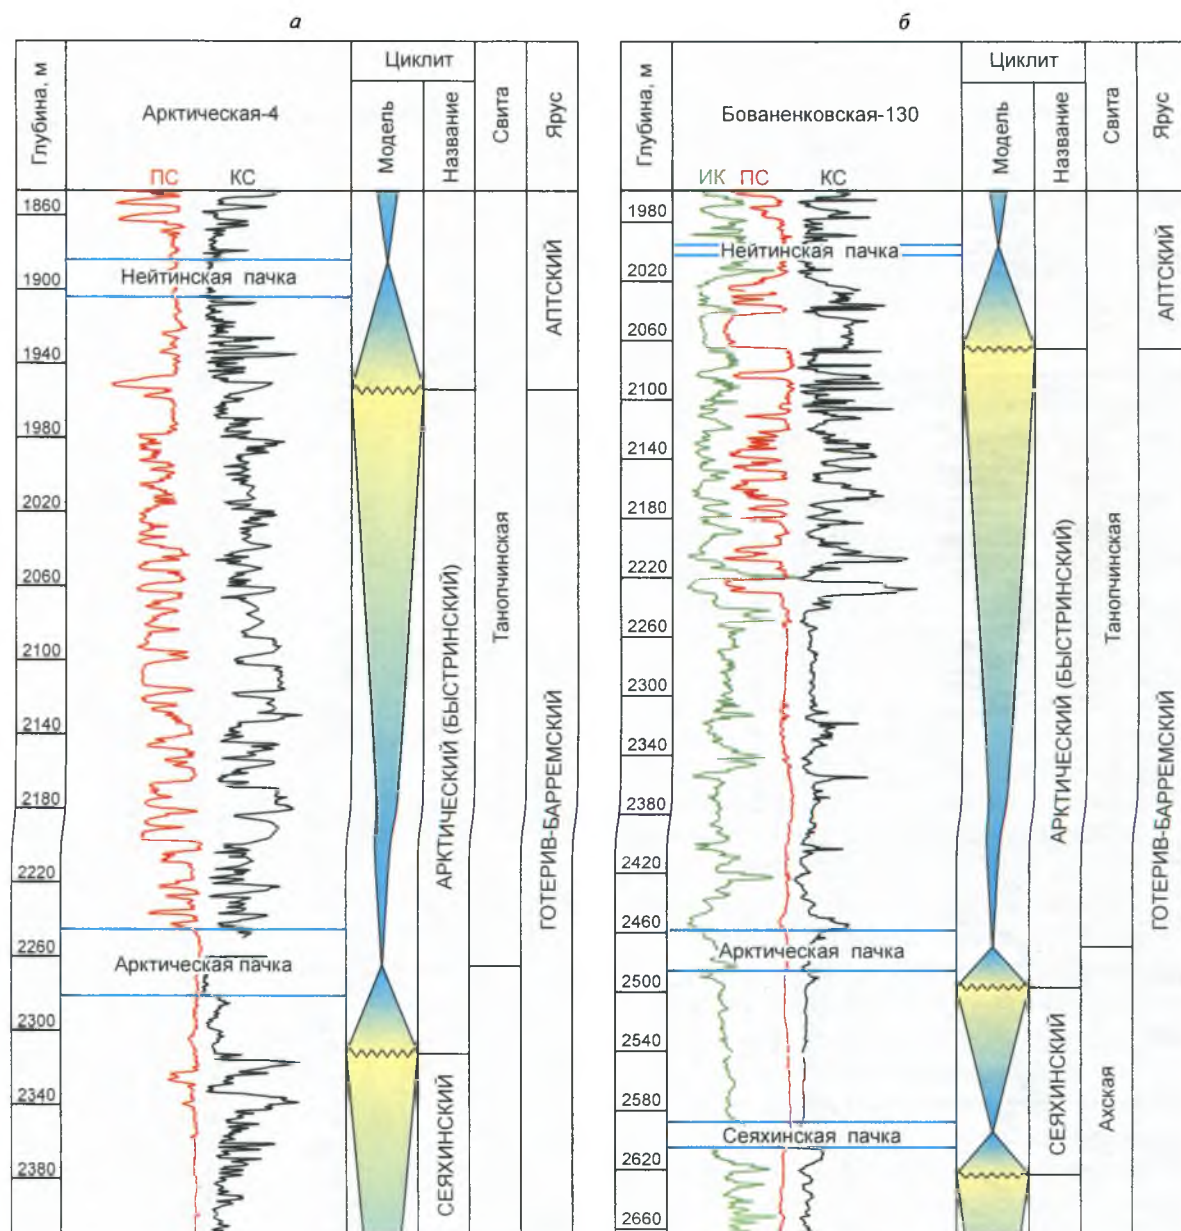 а
Глубина, м
Арктическая-4
Циклит
Модель
Название
Свита
Ярус
ПС
КС
1860
1900
1940
1980
2020
2060
2100
2140
2180
2220
2260
2300
2340
2380
Нейтинская пачка
Арктическая пачка
АРКТИЧЕСКИЙ (БЫСТРИНСКИЙ)
СЕЯХИНСКИЙ
Танопчинская
АПТСКИЙ
ГОТЕРИВ-БАРРЕМСКИЙ
б
Глубина, м
Бованенковская-130
Циклит
Модель
Название
Свита
Ярус
ИК
ПС
КС
1980
2020
2060
2100
2140
2180
2220
2260
2300
2340
2380
2420
2460
2500
2540
2580
2620
2660
Нейтинская пачка
Арктическая пачка
Сеяхинская пачка
АРКТИЧЕСКИЙ (БЫСТРИНСКИЙ)
СЕЯХИНСКИЙ
Танопчинская
Ахская
АПТСКИЙ
ГОТЕРИВ-БАРРЕМСКИЙ